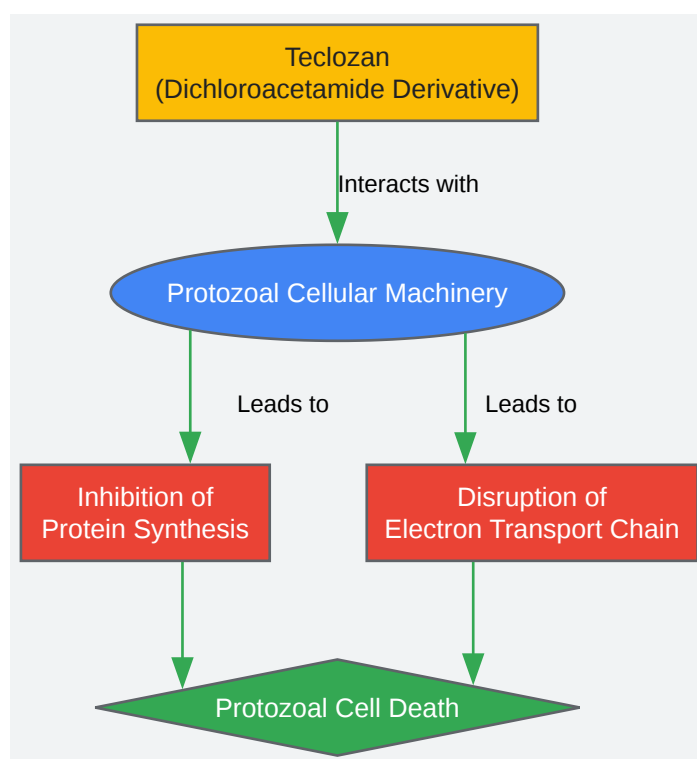 Teclozan
(Dichloroacetamide Derivative)
Interacts with
Protozoal Cellular Machinery
Leads to
Leads to
Inhibition of
Protein Synthesis
Disruption of
Electron Transport Chain
Protozoal Cell Death